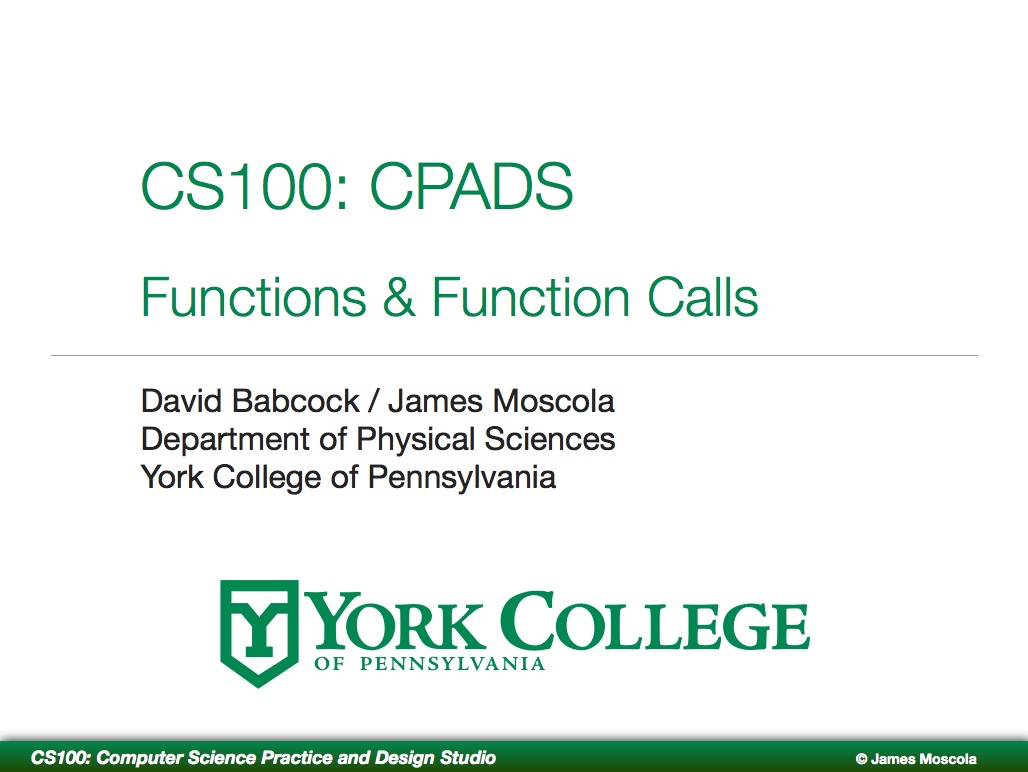 CS100: CPADS
Functions & Function Calls
David Babcock / James Moscola
Department of Physical Sciences
York College of Pennsylvania
Y YORK COLLEGE
OF PENNSYLVANIA
CS100: Computer Science Practice and Design Studio
© James Moscola